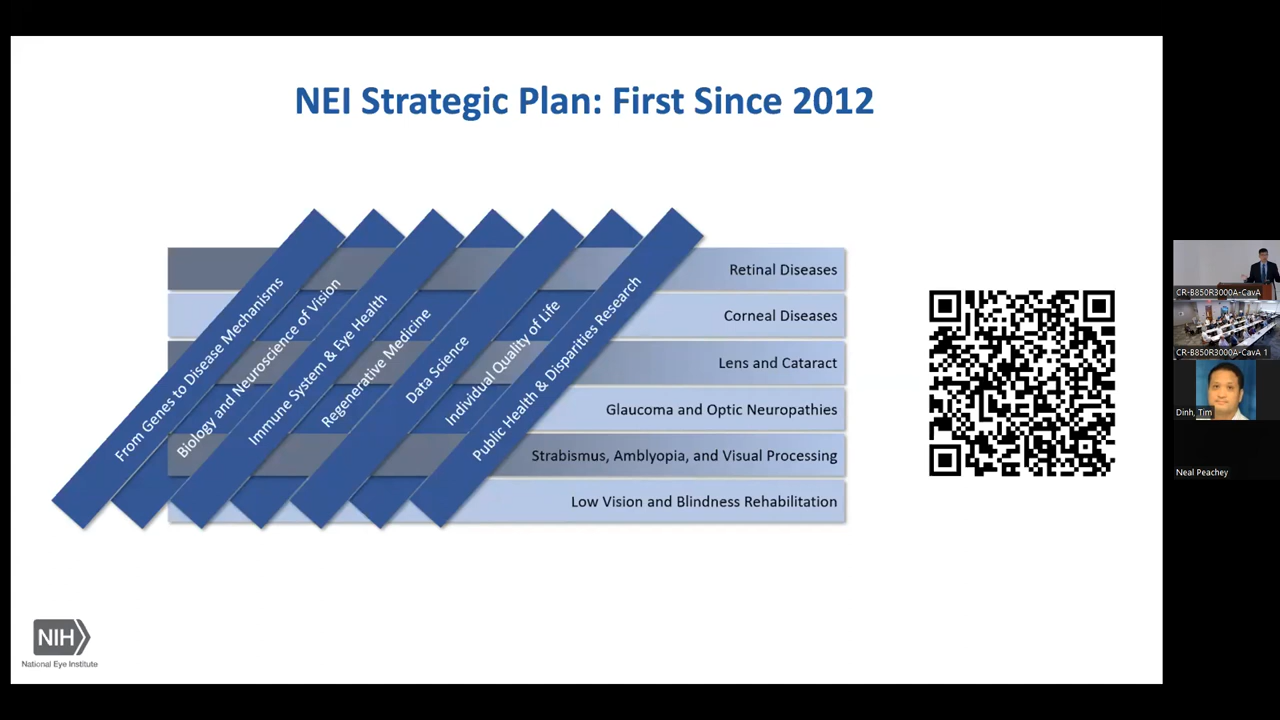 NEI Strategic Plan: First Since 2012
From Genes to Disease Mechanisms
Biology and Neuroscience of Vision
Immune System & Eye Health
Regenerative Medicine
Data Science
Individual Quality of Life
Public Health & Disparities Research
Retinal Diseases
Corneal Diseases
Lens and Cataract
Glaucoma and Optic Neuropathies
Strabismus, Amblyopia, and Visual Processing
Low Vision and Blindness Rehabilitation
NIH
National Eye Institute
CR-B850R3000A-CavA
CR-B850R3000A-CavA 1
Dinh, Tim
Neal Peachey